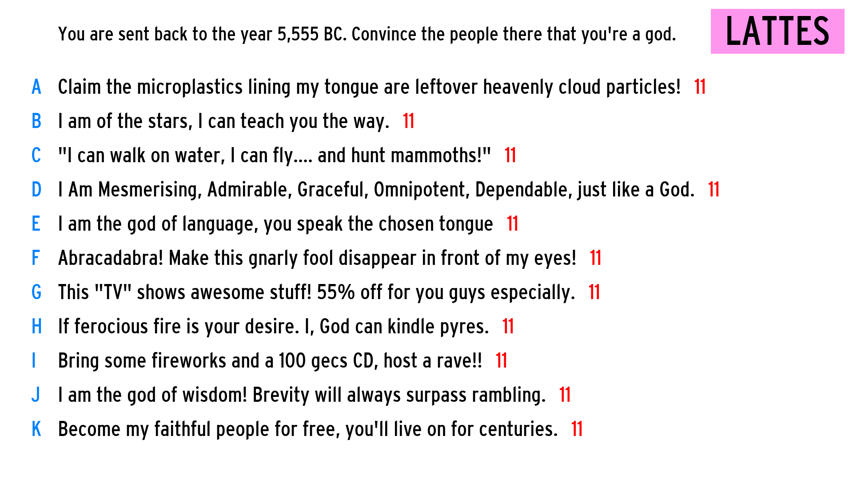 You are sent back to the year 5,555 BC. Convince the people there that you're a god.
LATTES
A Claim the microplastics lining my tongue are leftover heavenly cloud particles! 11
B I am of the stars, I can teach you the way. 11
C "I can walk on water, I can fly.... and hunt mammoths!" 11
D I Am Mesmerising, Admirable, Graceful, Omnipotent, Dependable, just like a God. 11
E I am the god of language, you speak the chosen tongue 11
F Abracadabra! Make this gnarly fool disappear in front of my eyes! 11
G This "TV" shows awesome stuff! 55% off for you guys especially. 11
H If ferocious fire is your desire. I, God can kindle pyres. 11
I Bring some fireworks and a 100 gecs CD, host a rave!! 11
J I am the god of wisdom! Brevity will always surpass rambling. 11
K Become my faithful people for free, you'll live on for centuries. 11